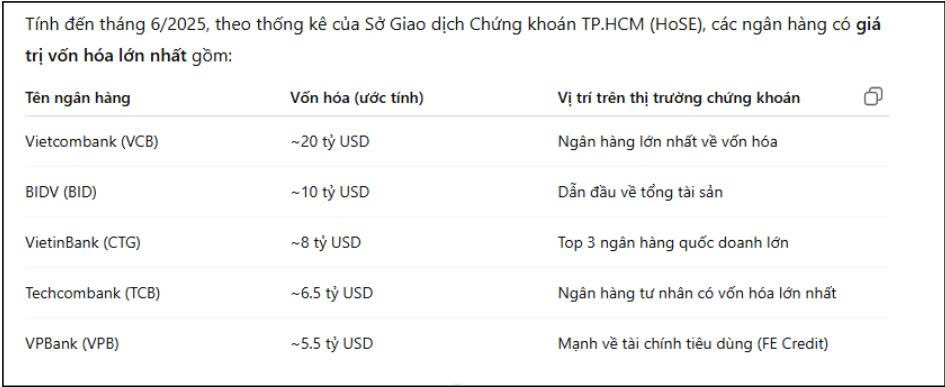 Tính đến tháng 6/2025, theo thống kê của Sở Giao dịch Chứng khoán TP.HCM (HoSE), các ngân hàng có giá
trị vốn hóa lớn nhất gồm:
Tên ngân hàng Vốn hóa (ước tính) Vị trí trên thị trường chứng khoán
Vietcombank (VCB) ~20 tỷ USD Ngân hàng lớn nhất về vốn hóa
BIDV (BID) ~10 tỷ USD Dẫn đầu về tổng tài sản
VietinBank (CTG) ~8 tỷ USD Top 3 ngân hàng quốc doanh lớn
Techcombank (TCB) ~6.5 tỷ USD Ngân hàng tư nhân có vốn hóa lớn nhất
VPBank (VPB) ~5.5 tỷ USD Mạnh về tài chính tiêu dùng (FE Credit)